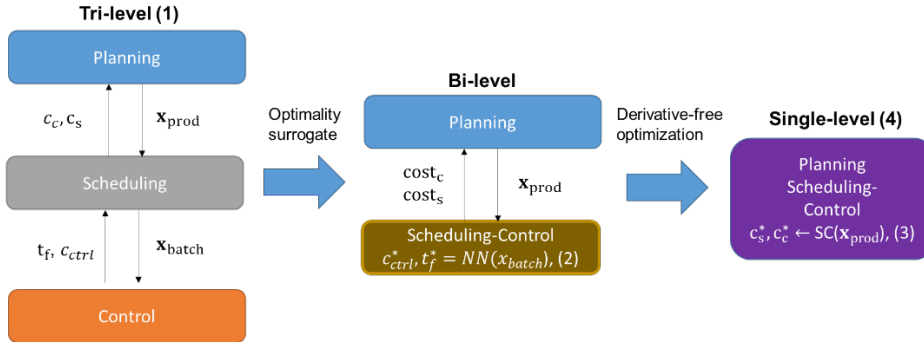 Tri-level (1)
Planning
c_c, c_s
x_prod
Scheduling
t_f, c_ctrl
x_batch
Control
Optimality
surrogate
Bi-level
Planning
cost_c
cost_s
x_prod
Scheduling-Control
c*_ctrl, t*_f = NN(x_batch), (2)
Derivative-free
optimization
Single-level (4)
Planning
Scheduling-
Control
c*_s, c*_c ← SC(x_prod), (3)